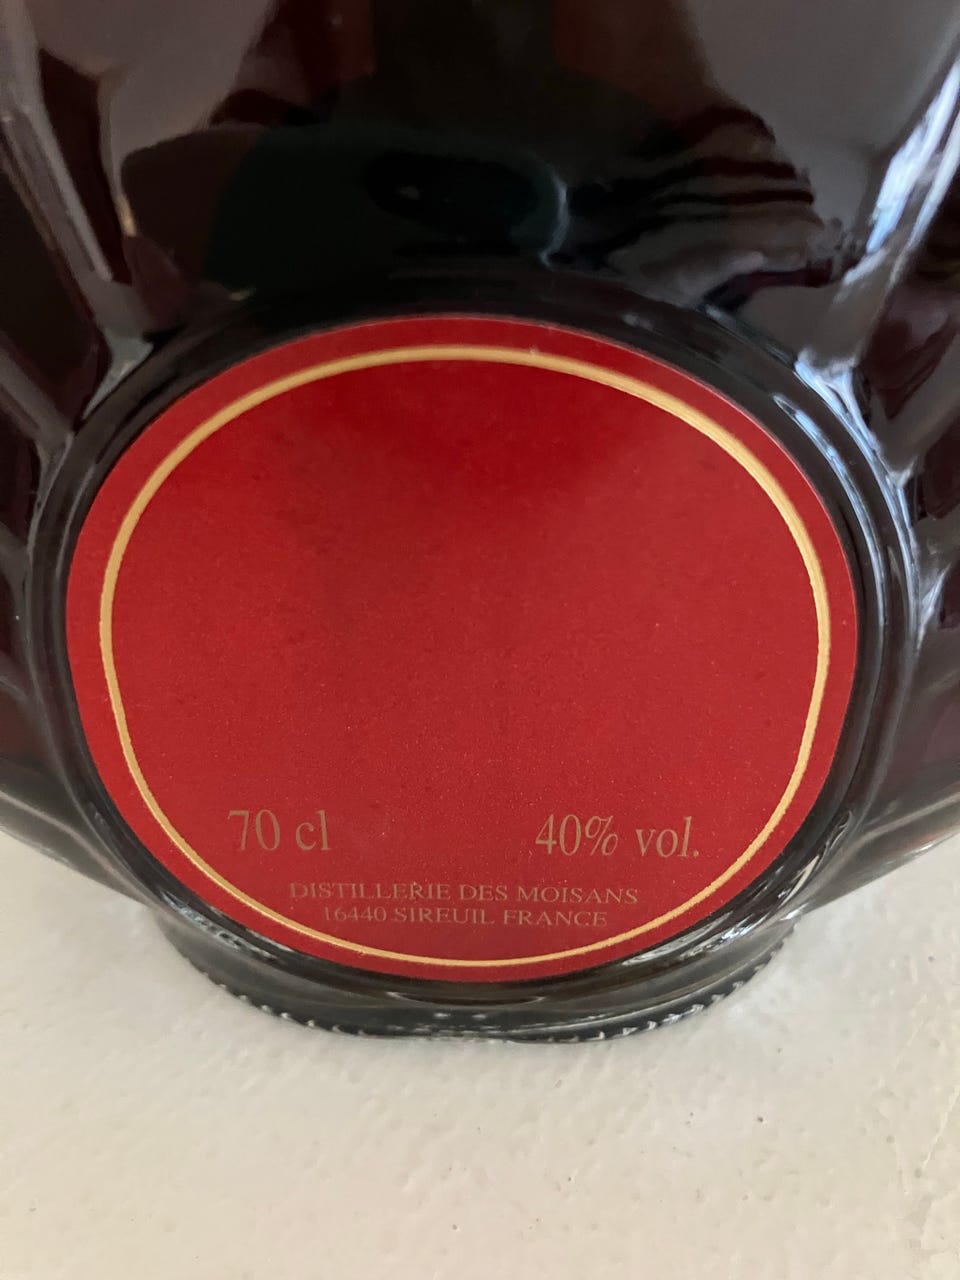 70 cl 40% vol.
DISTILLERIE DES MOISANS
16440 SIREUIL FRANCE